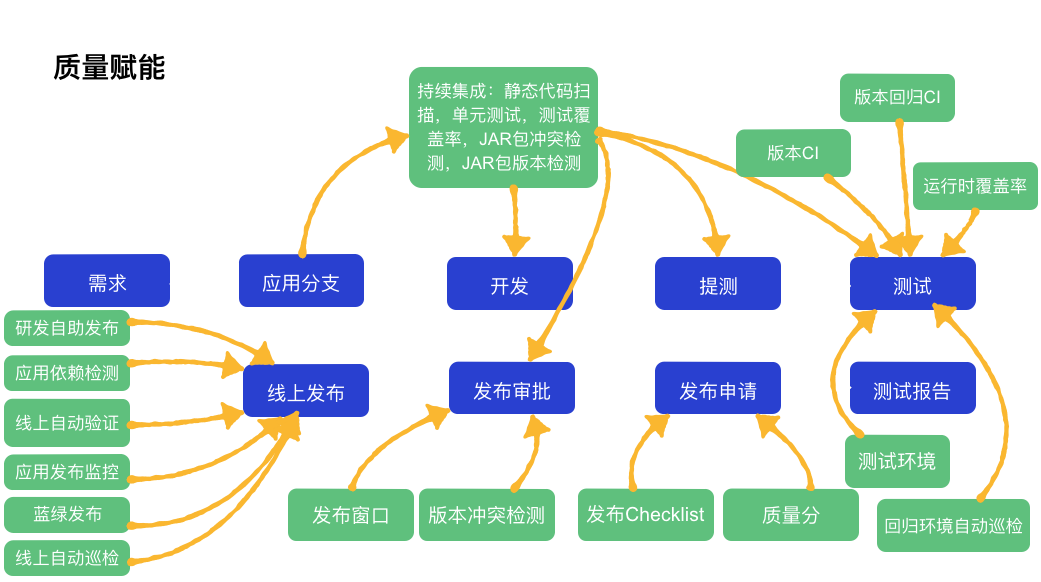 质量赋能
持续集成：静态代码扫
描，单元测试，测试覆
盖率，JAR包冲突检
测，JAR包版本检测
版本回归CI
版本CI
运行时覆盖率
需求
应用分支
开发
提测
测试
研发自助发布
应用依赖检测
线上自动验证
应用发布监控
蓝绿发布
线上自动巡检
线上发布
发布审批
发布申请
测试报告
测试环境
发布窗口
版本冲突检测
发布Checklist
质量分
回归环境自动巡检